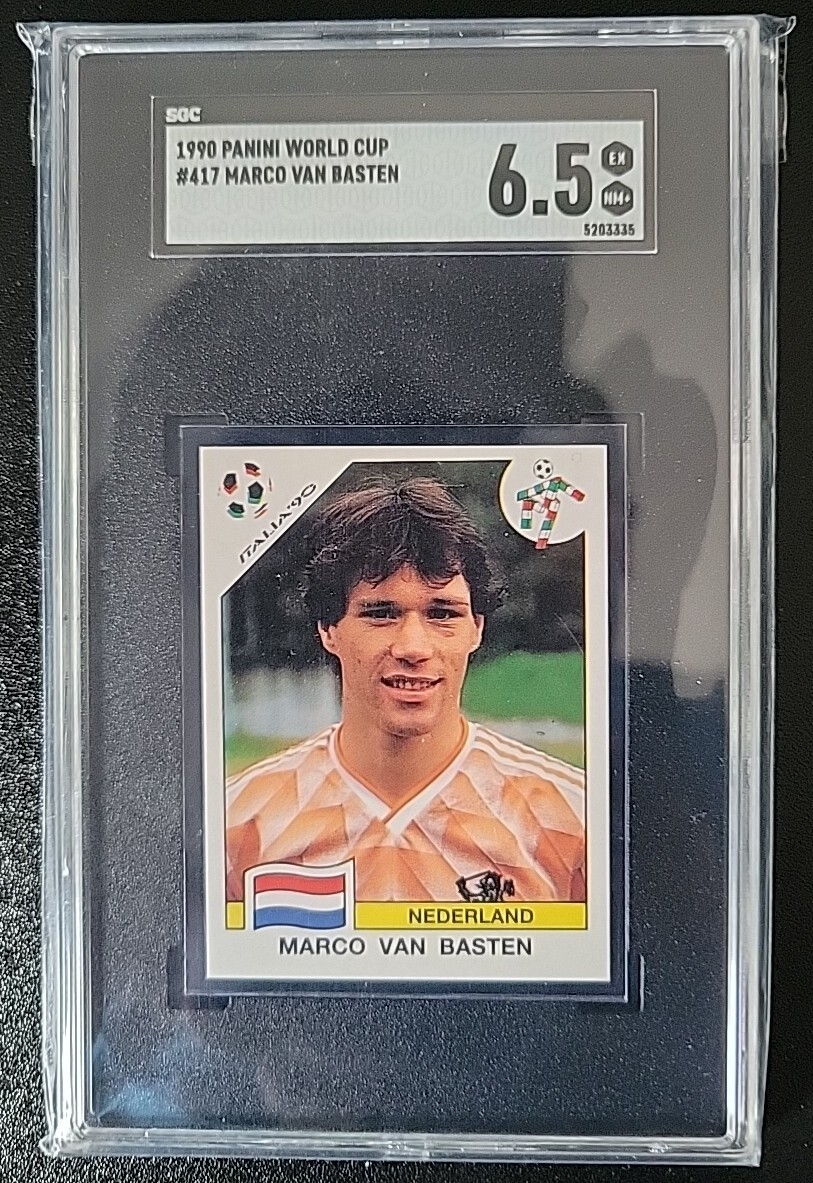 SGC
1990 PANINI WORLD CUP
#417 MARCO VAN BASTEN
6.5
EX
NM+
5203335
ITALIA'90
NEDERLAND
MARCO VAN BASTEN